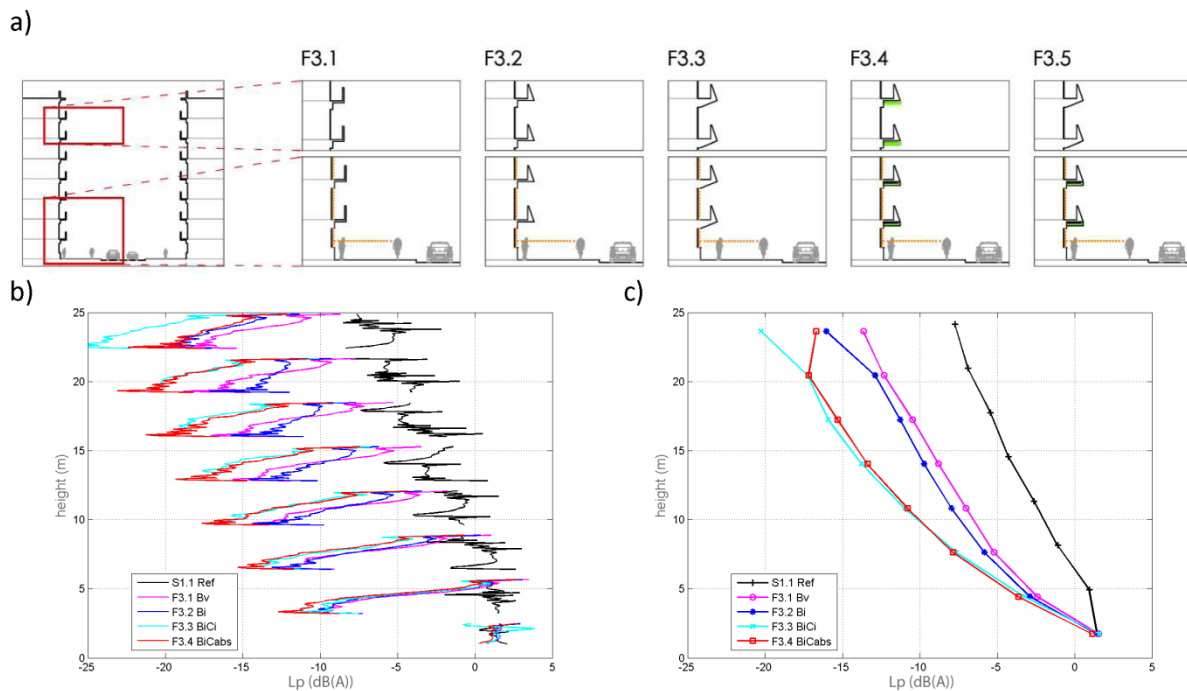 a)
F3.1
F3.2
F3.3
F3.4
F3.5
b)
height (m)
25
20
15
10
5
0
S1.1 Ref
F3.1 Bv
F3.2 Bi
F3.3 BiCi
F3.4 BiCabs
-25
-20
-15
-10
-5
0
5
Lp (dB(A))
c)
height (m)
25
20
15
10
5
0
S1.1 Ref
F3.1 Bv
F3.2 Bi
F3.3 BiCi
F3.4 BiCabs
-20
-15
-10
-5
0
5
Lp (dB(A))